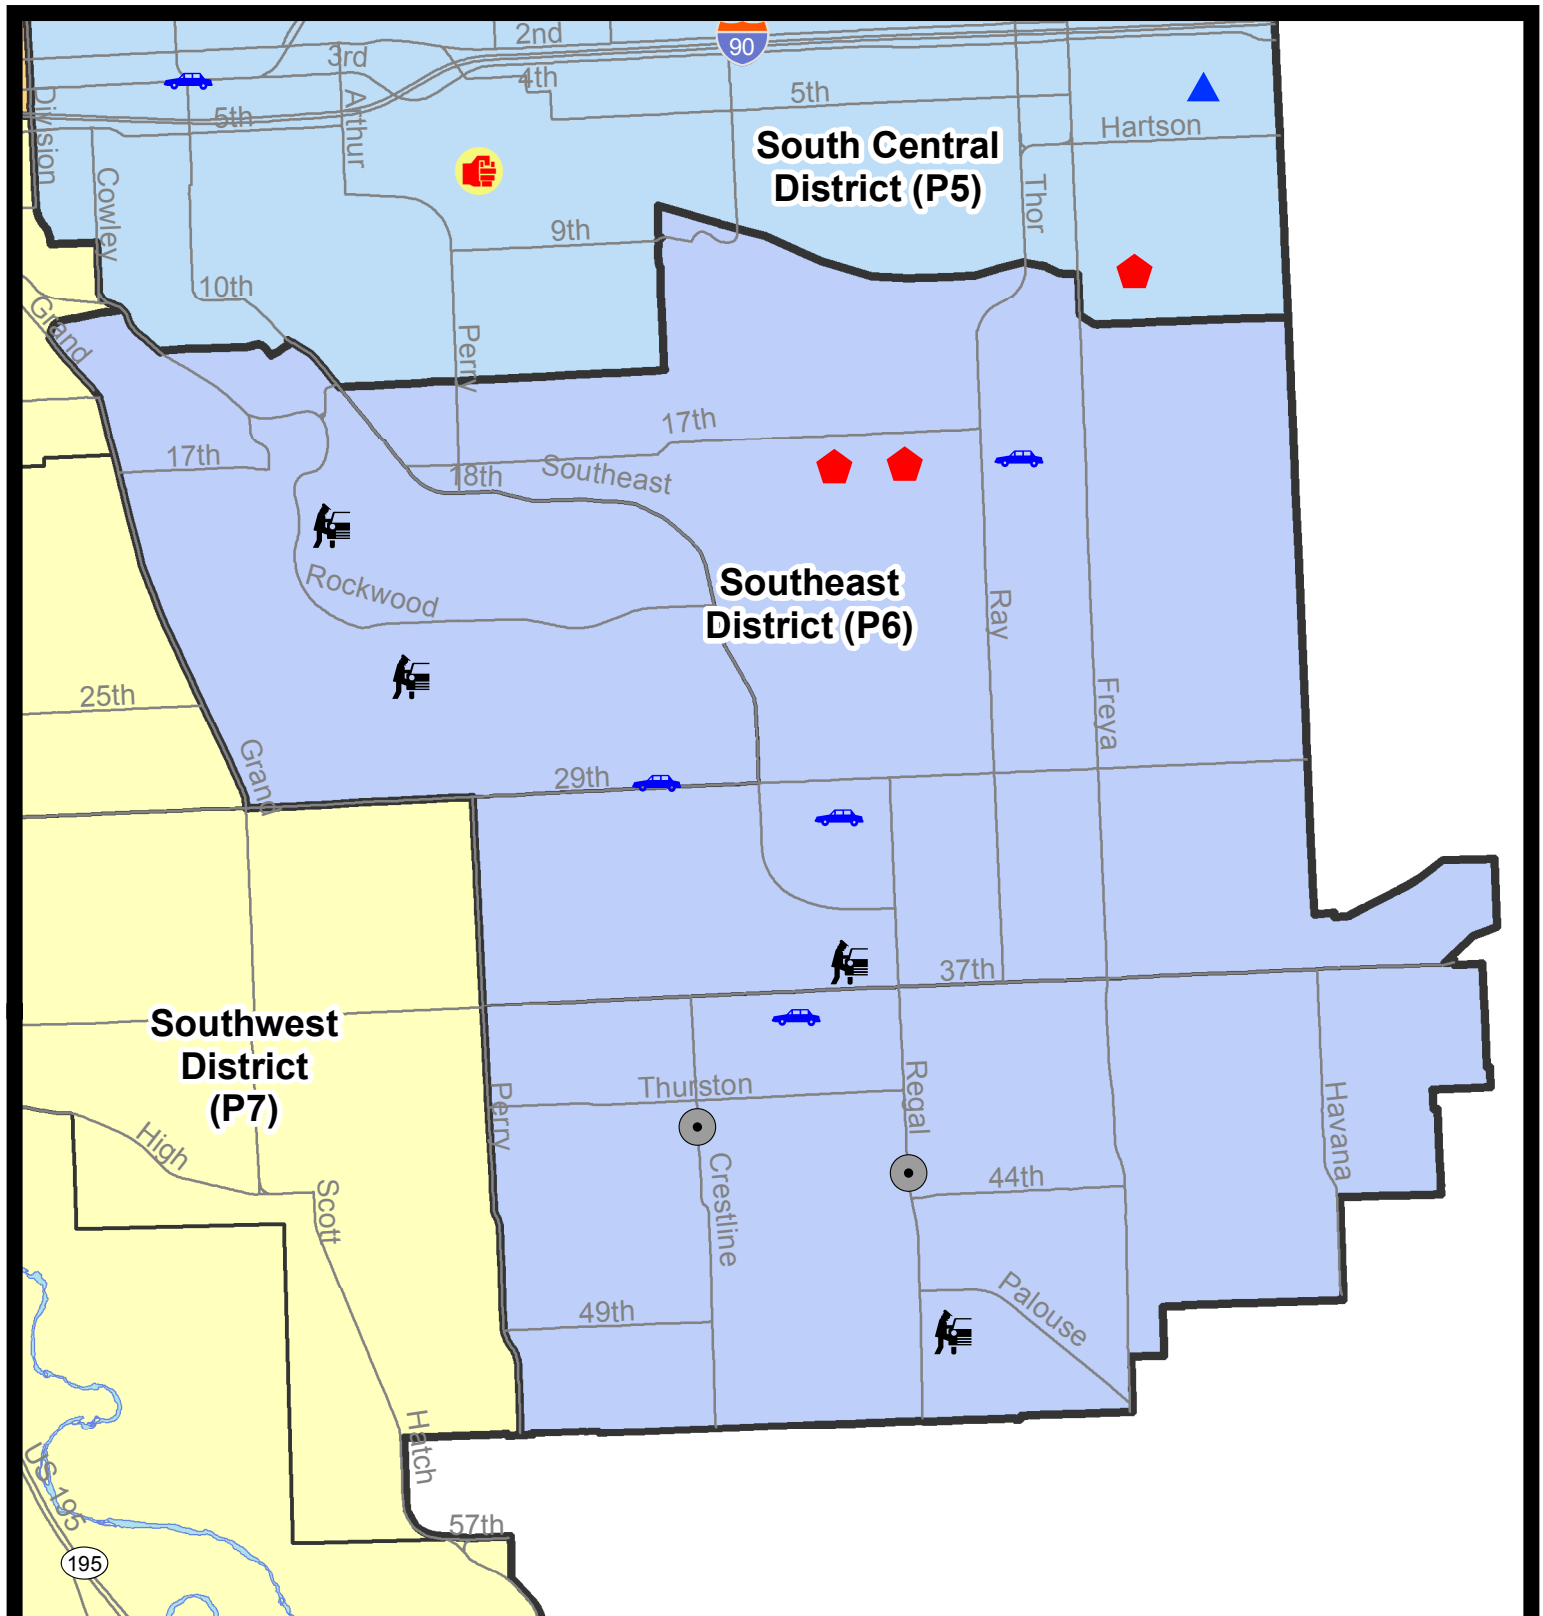 2nd
90
3rd
4th
5th
5th
Division
Arthur
Hartson
South Central
District (P5)
Cowley
Thor
9th
10th
Grand
Perry
17th
17th
18th
Southeast
Rockwood
Southeast
District (P6)
Ray
Freya
25th
Grand
29th
37th
Southwest
District
(P7)
Thurston
Perry
Regal
Havana
High
Crestline
44th
Scott
Palouse
49th
Hatch
US 195
57th
195